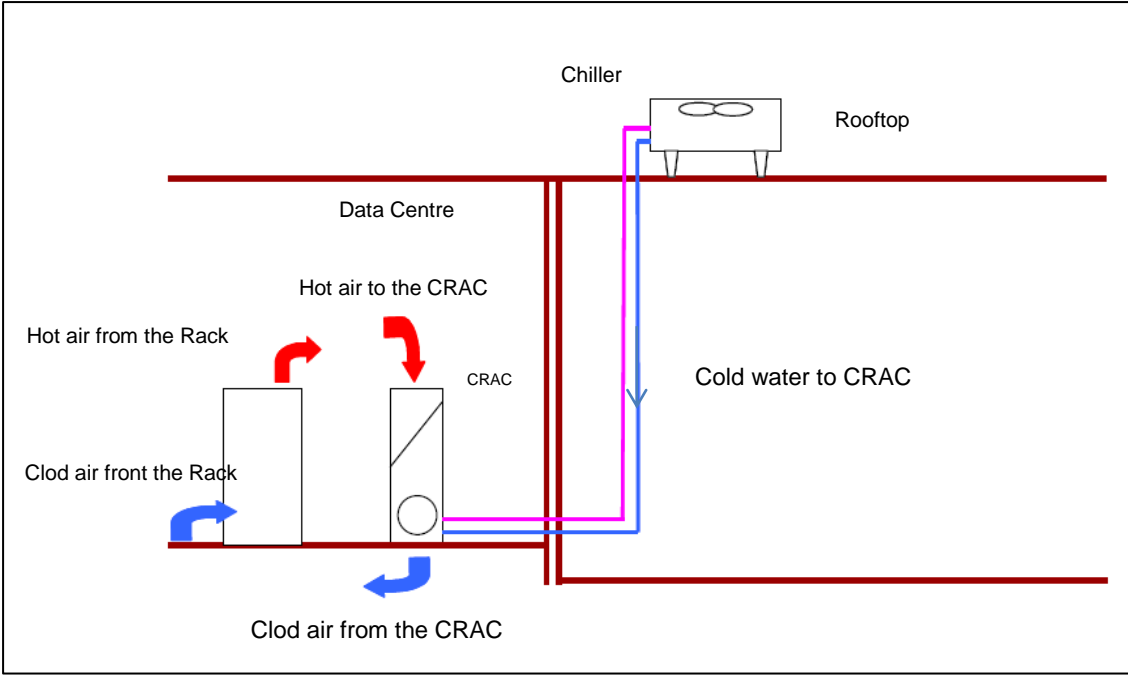 Chiller
Rooftop
Data Centre
Hot air to the CRAC
Hot air from the Rack
CRAC
Cold water to CRAC
Clod air front the Rack
Clod air from the CRAC